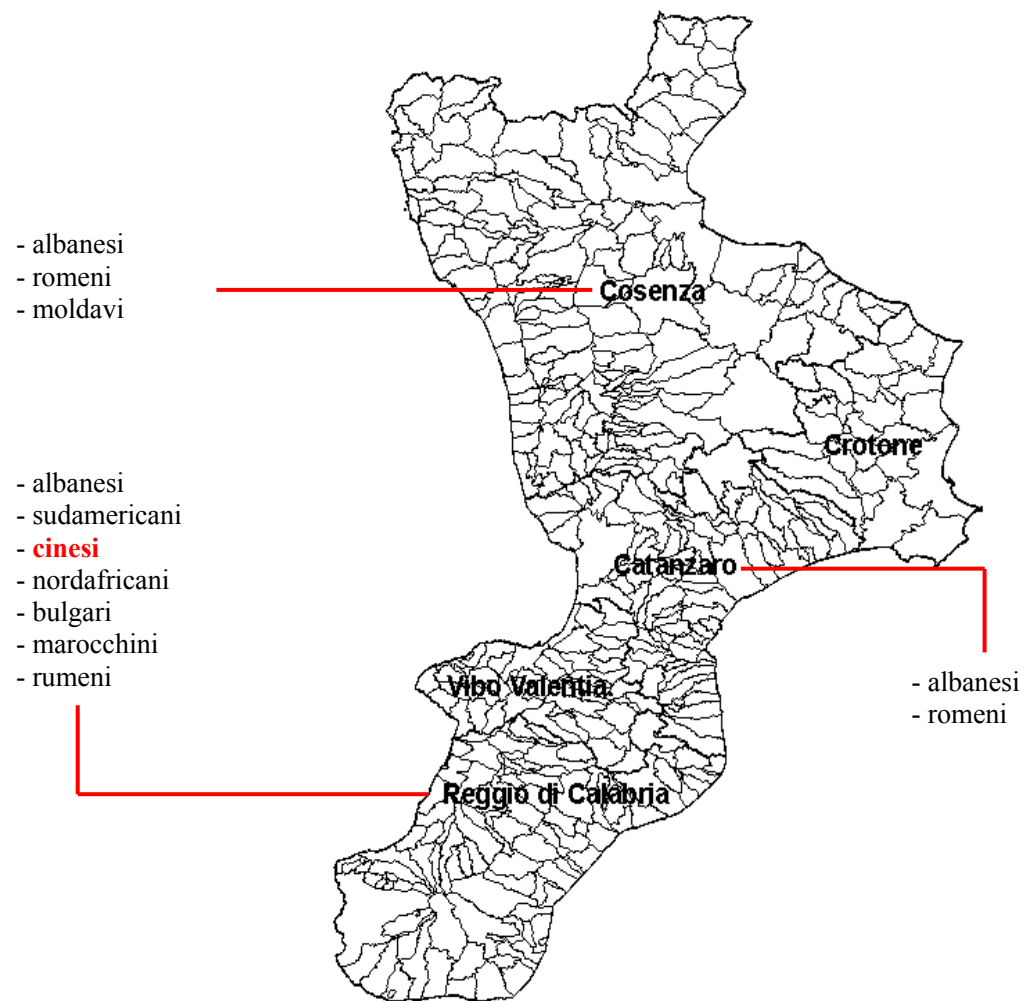 - albanesi
- romeni
- moldavi
Cosenza
Crotone
- albanesi
- sudamericani
- cinesi
- nordafricani
- bulgari
- marocchini
- rumeni
Catanzaro
Vibo Valentia
- albanesi
- romeni
Reggio di Calabria